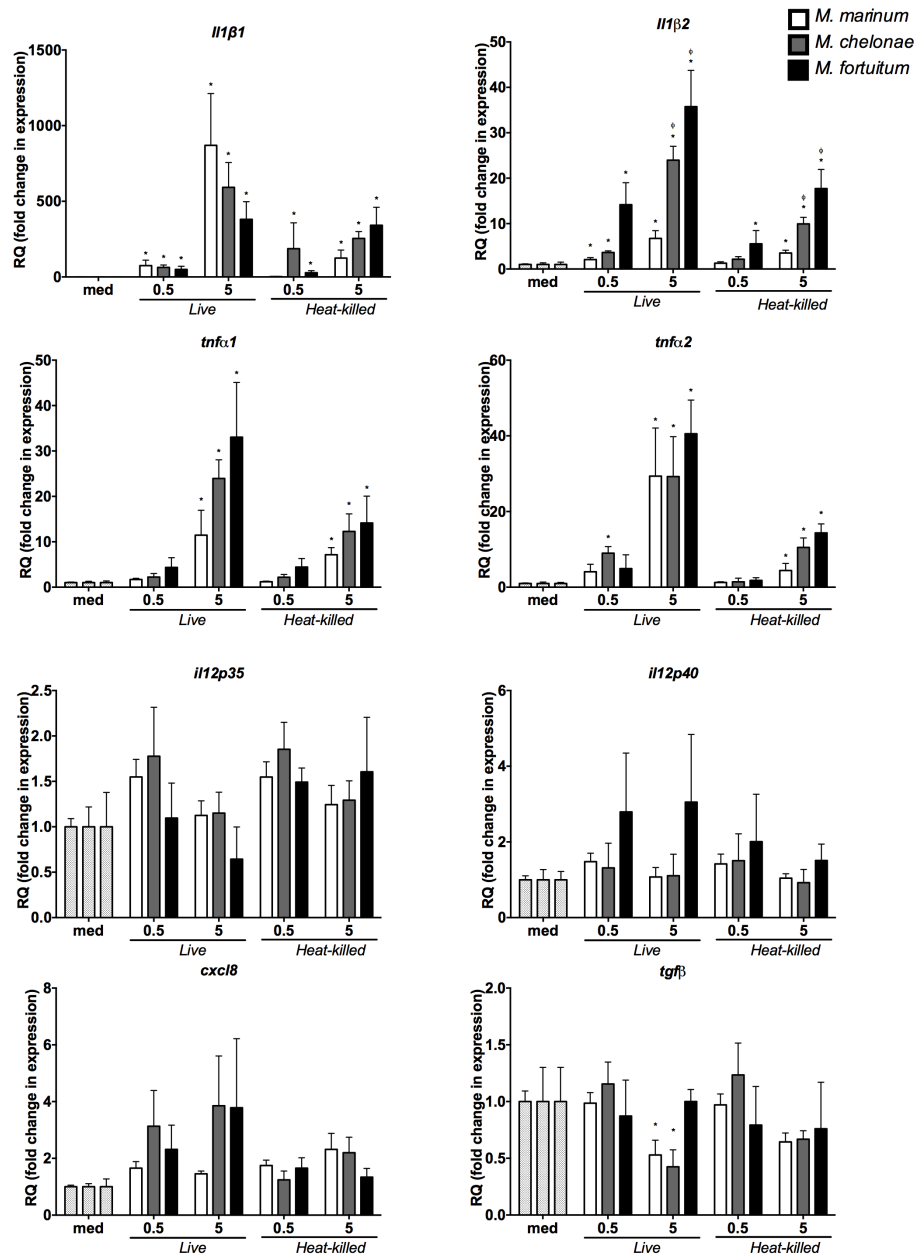 Il1β1
Il1β2
M. marinum
M. chelonae
M. fortuitum
RQ (fold change in expression)
1500
1000
500
0
* * * * * * * * * * *
med 0.5 5 0.5 5
Live Heat-killed
RQ (fold change in expression)
50
40
30
20
10
0
* * * * ϕ * ϕ * * * ϕ * ϕ *
med 0.5 5 0.5 5
Live Heat-killed
tnfα1
tnfα2
RQ (fold change in expression)
50
40
30
20
10
0
* * * * * *
med 0.5 5 0.5 5
Live Heat-killed
RQ (fold change in expression)
60
40
20
0
* * * * * * *
med 0.5 5 0.5 5
Live Heat-killed
il12p35
il12p40
RQ (fold change in expression)
2.5
2.0
1.5
1.0
0.5
0.0
med 0.5 5 0.5 5
Live Heat-killed
RQ (fold change in expression)
6
4
2
0
med 0.5 5 0.5 5
Live Heat-killed
cxcl8
tgfβ
RQ (fold change in expression)
8
6
4
2
0
med 0.5 5 0.5 5
Live Heat-killed
RQ (fold change in expression)
2.0
1.5
1.0
0.5
0.0
* *
med 0.5 5 0.5 5
Live Heat-killed